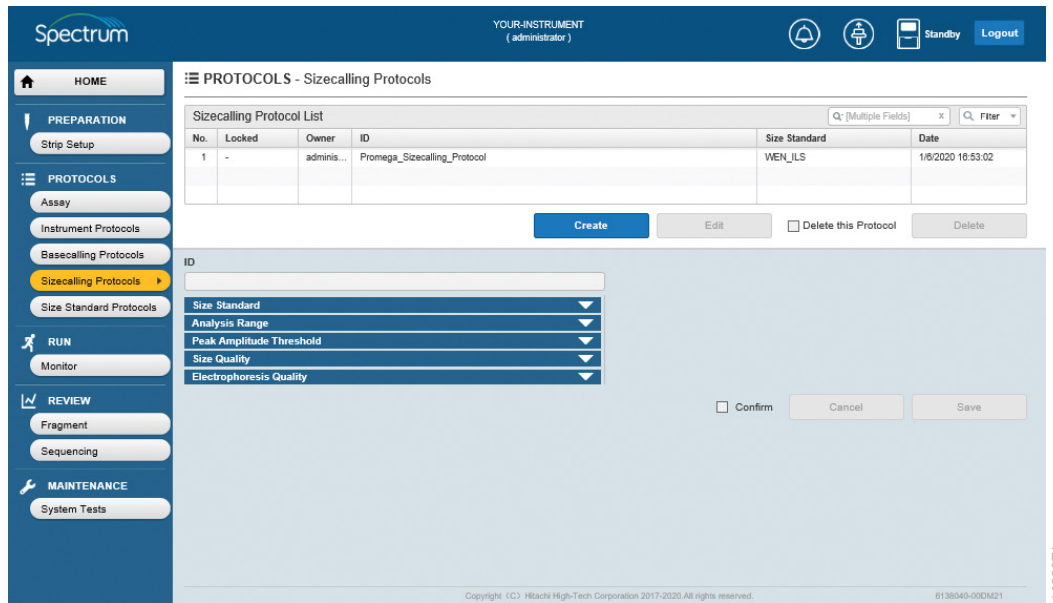 Spectrum
YOUR-INSTRUMENT
( administrator )
Standby
Logout
HOME
PROTOCOLS - Sizecalling Protocols
PREPARATION
Strip Setup
PROTOCOLS
Assay
Instrument Protocols
Basecalling Protocols
Sizecalling Protocols
Size Standard Protocols
RUN
Monitor
REVIEW
Fragment
Sequencing
MAINTENANCE
System Tests
Sizecalling Protocol List
[Multiple Fields] x Filter
No. Locked Owner ID Size Standard Date
1 - adminis... Promega_Sizecalling_Protocol WEN_ILS 1/6/2020 16:53:02
Create Edit Delete this Protocol Delete
ID
Size Standard
Analysis Range
Peak Amplitude Threshold
Size Quality
Electrophoresis Quality
Confirm Cancel Save
Copyright (C) Hitachi High-Tech Corporation 2017-2020.All rights reserved. 6138040-00DM21